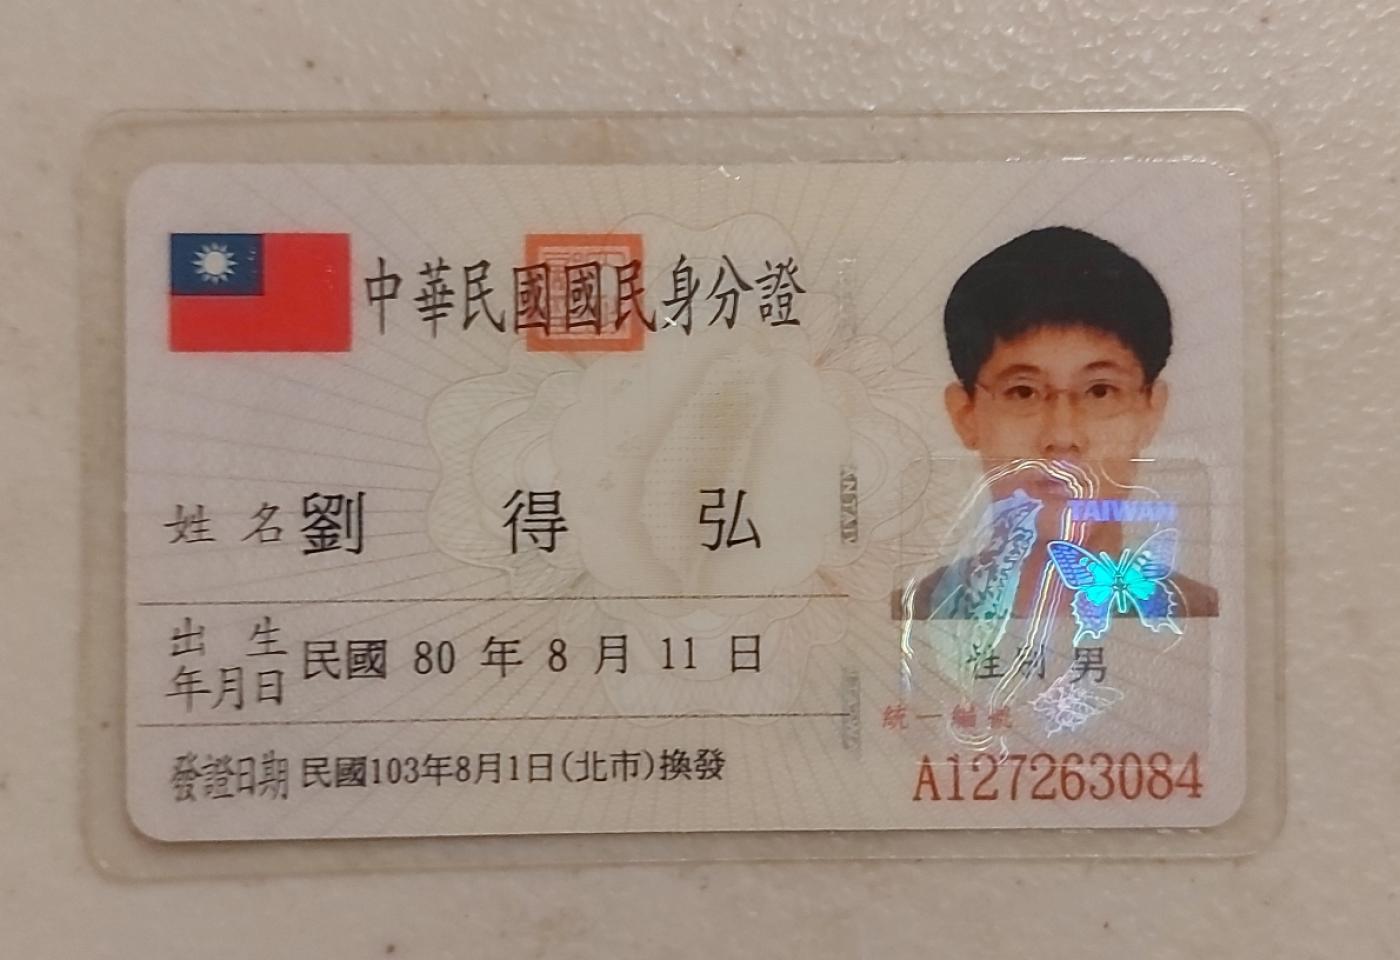 中華民國國民身分證
姓名 劉得弘
出生年月日 民國 80 年 8 月 11 日
發證日期 民國103年8月1日(北市)換發
TAIWAN
性別 男
統一編號
A127263084